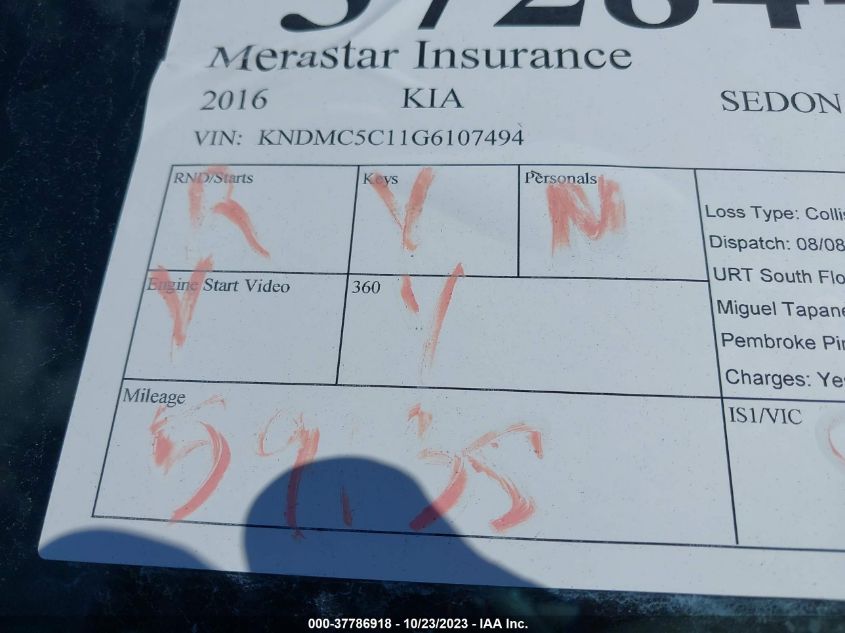 Merastar Insurance
2016 KIA SEDON
VIN: KNDMC5C11G6107494
RND/Starts Keys Personals
R Y N
Loss Type: Collis
Dispatch: 08/08
URT South Flo
Miguel Tapane
Pembroke Pin
Charges: Yes
Engine Start Video 360
Y Y
Mileage
IS1/VIC
000-37786918 - 10/23/2023 - IAA Inc.